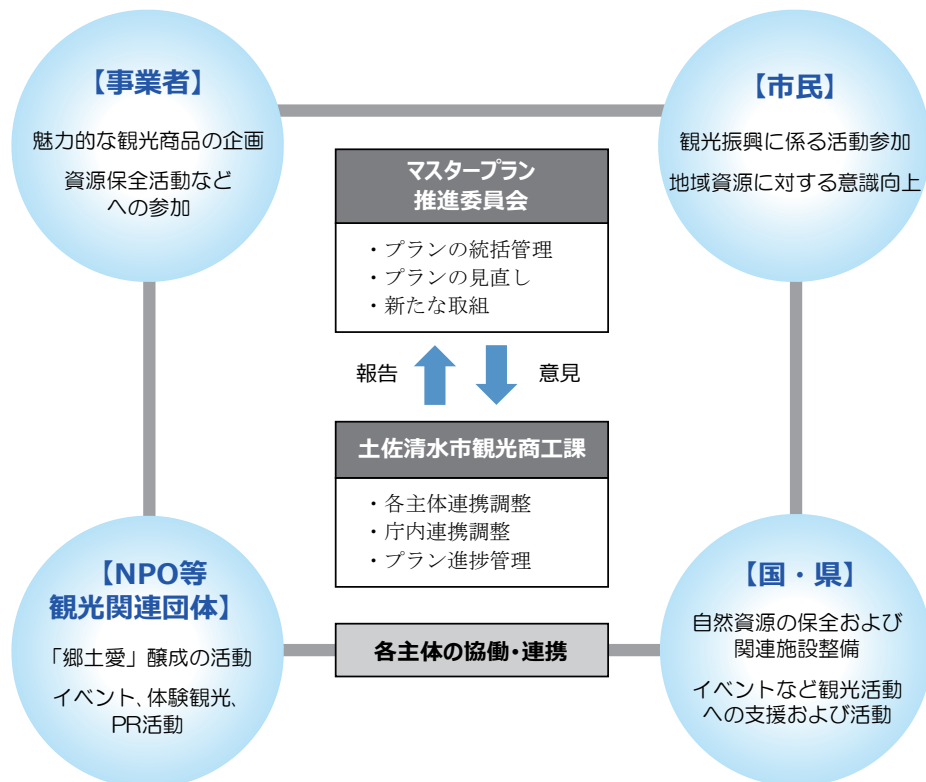 【事業者】
魅力的な観光商品の企画
資源保全活動など
への参加
【市民】
観光振興に係る活動参加
地域資源に対する意識向上
マスタープラン
推進委員会
・プランの統括管理
・プランの見直し
・新たな取組
報告
意見
土佐清水市観光商工課
・各主体連携調整
・庁内連携調整
・プラン進捗管理
【NPO等
観光関連団体】
「郷土愛」醸成の活動
イベント、体験観光、
PR活動
各主体の協働・連携
【国・県】
自然資源の保全および
関連施設整備
イベントなど観光活動
への支援および活動